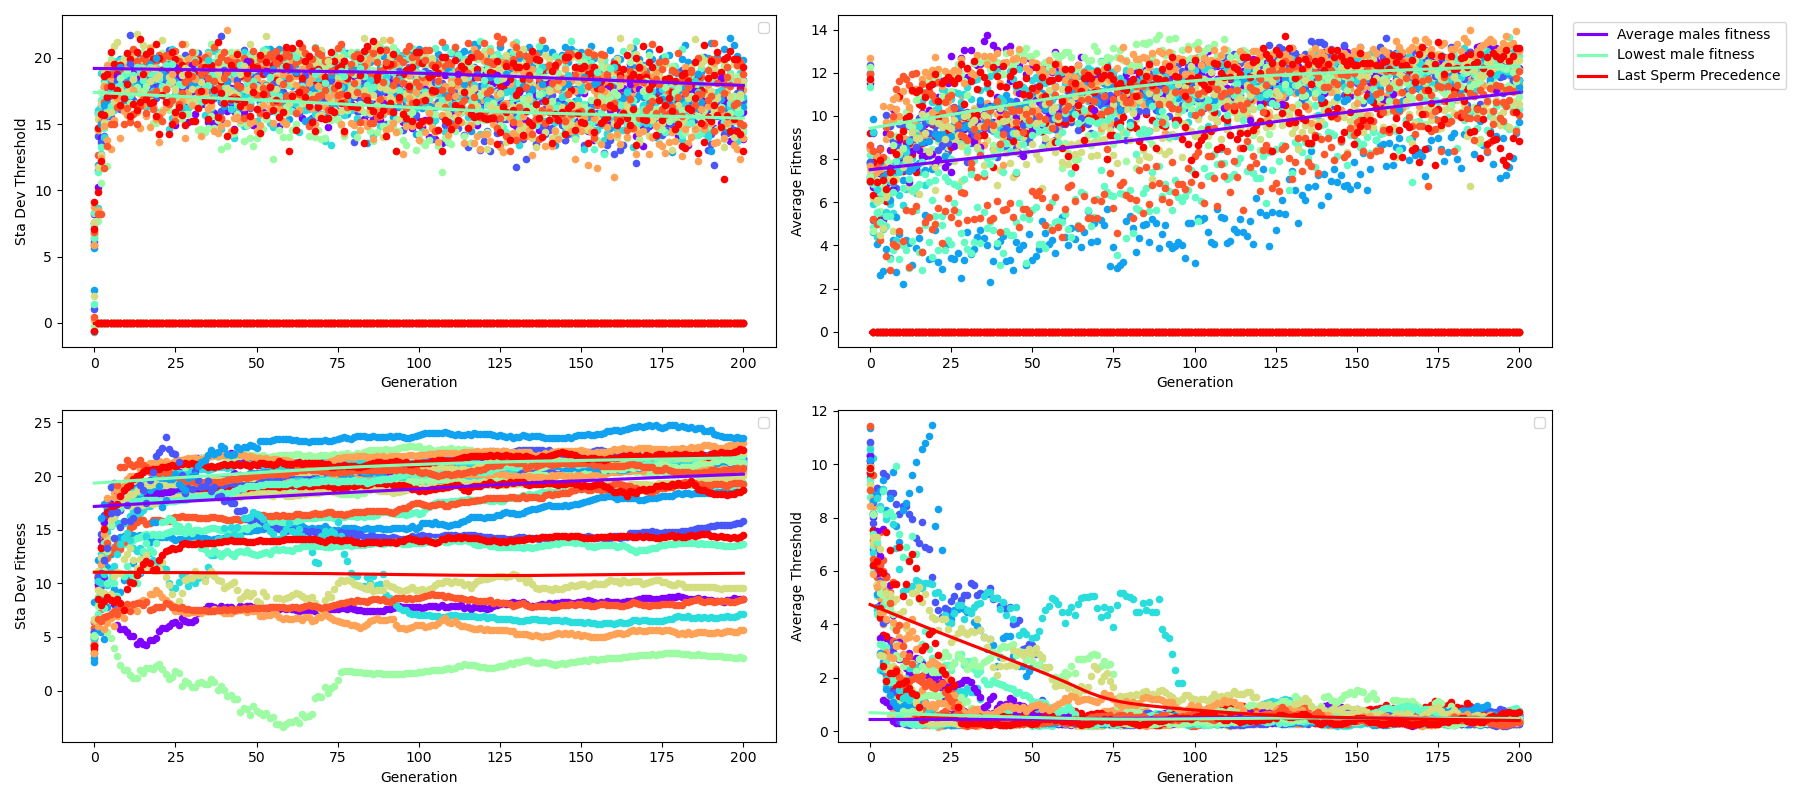 20
15
10
5
0
Sta Dev Threshold
0 25 50 75 100 125 150 175 200
Generation
14
12
10
8
6
4
2
0
Average Fitness
0 25 50 75 100 125 150 175 200
Generation
Average males fitness
Lowest male fitness
Last Sperm Precedence
25
20
15
10
5
0
Sta Dev Fitness
0 25 50 75 100 125 150 175 200
Generation
12
10
8
6
4
2
0
Average Threshold
0 25 50 75 100 125 150 175 200
Generation